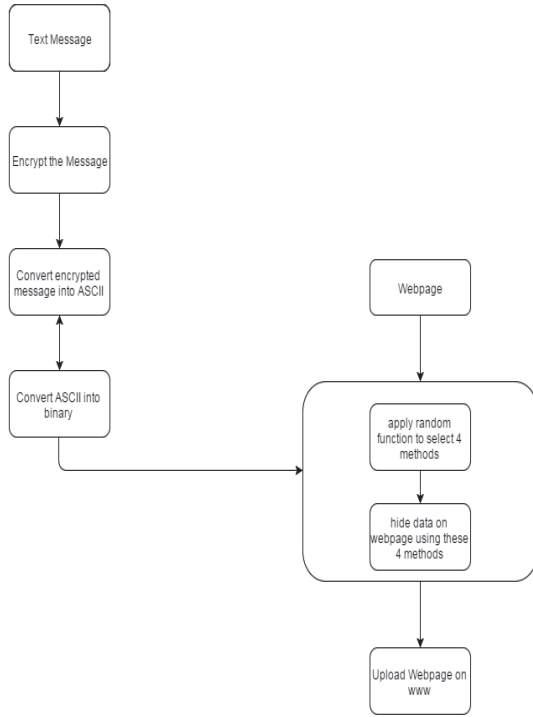 Text Message
Encrypt the Message
Convert encrypted
message into ASCII
Convert ASCII into
binary
Webpage
apply random
function to select 4
methods
hide data on
webpage using these
4 methods
Upload Webpage on
www